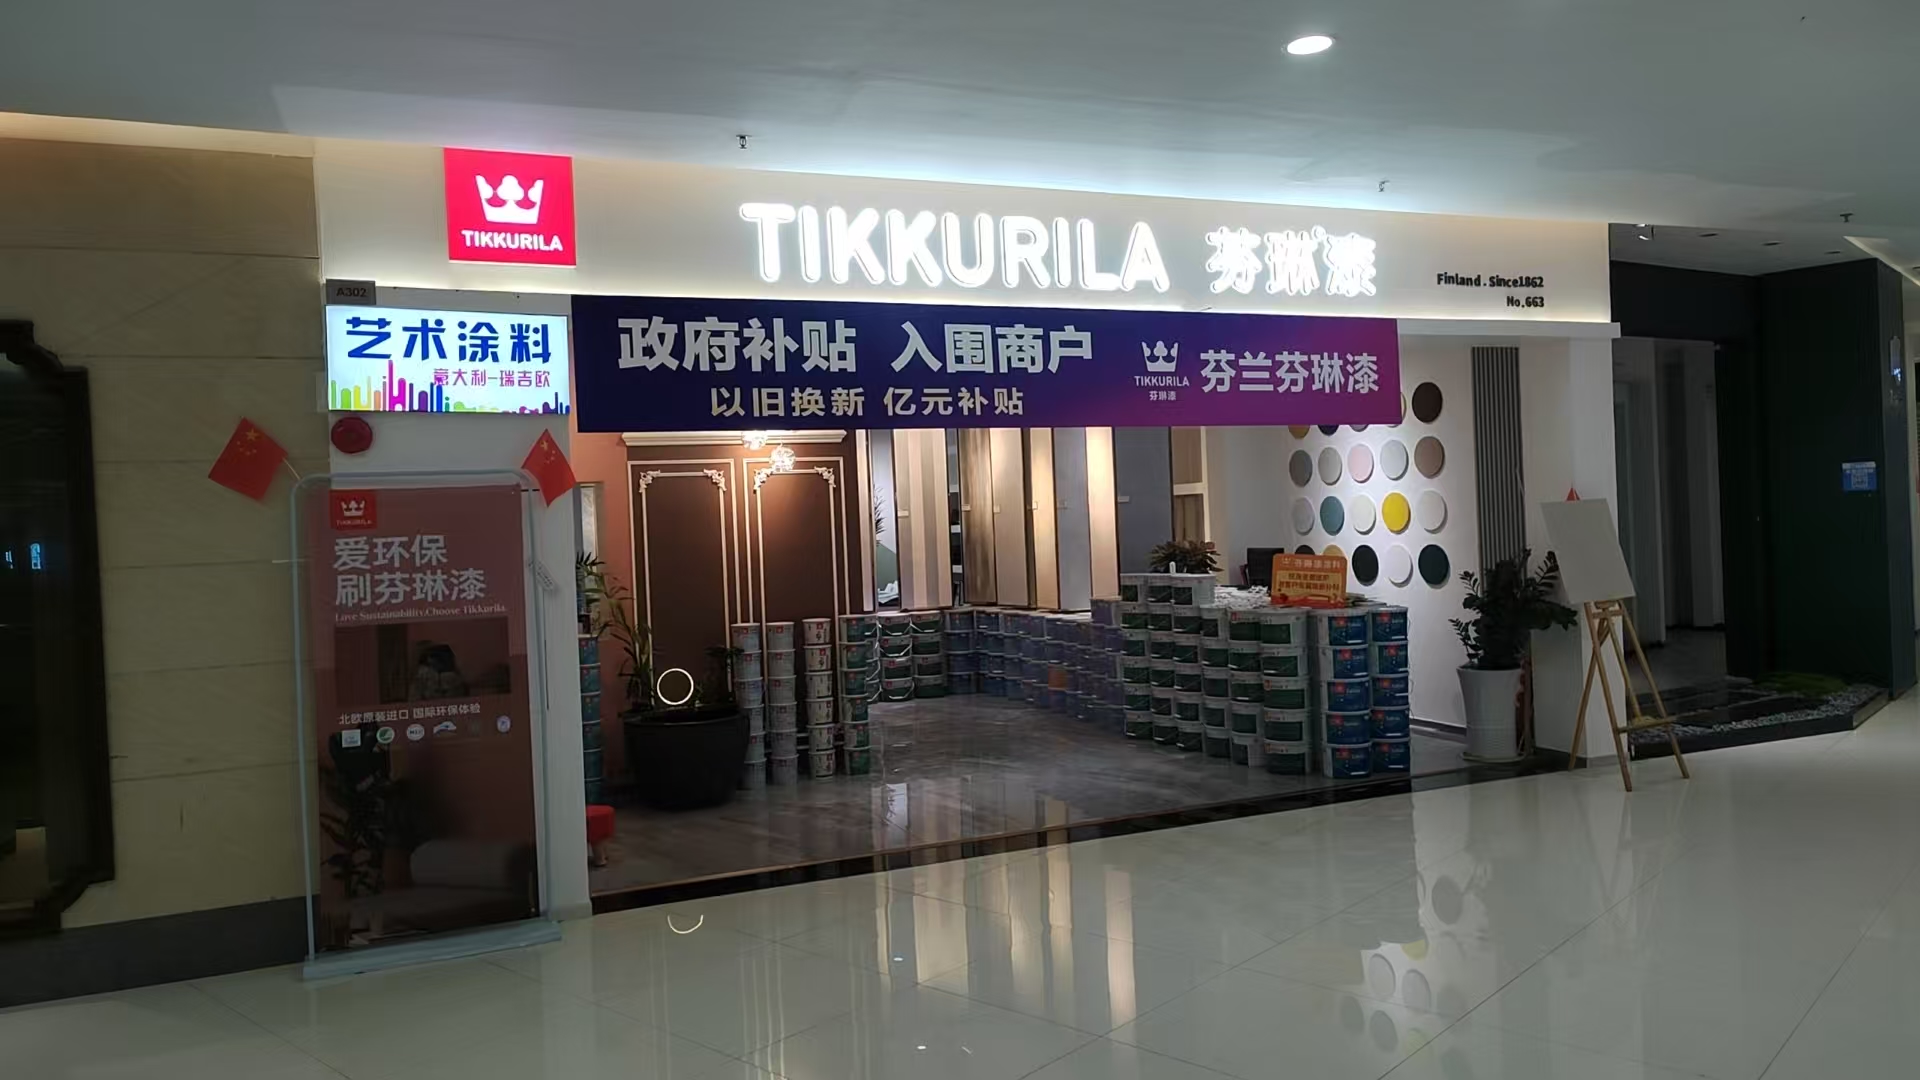 TIKKURILA
TIKKURILA 芬琳漆
Finland.Since1862
No.663
A302
艺术涂料
意大利-瑞吉欧
政府补贴 入围商户
以旧换新 亿元补贴
TIKKURILA
芬琳漆
芬兰芬琳漆
TIKKURILA
爱环保
刷芬琳漆
Love Sustainability.Choose Tikkurila.
北欧原装进口 国际环保体验